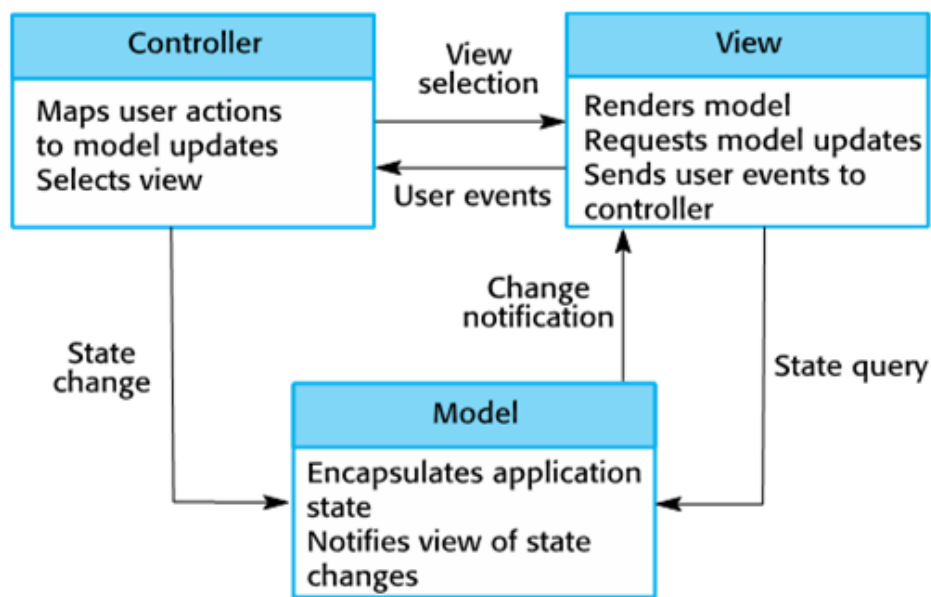 Controller
Maps user actions
to model updates
Selects view
View
selection
User events
View
Renders model
Requests model updates
Sends user events to
controller
State
change
Change
notification
State query
Model
Encapsulates application
state
Notifies view of state
changes